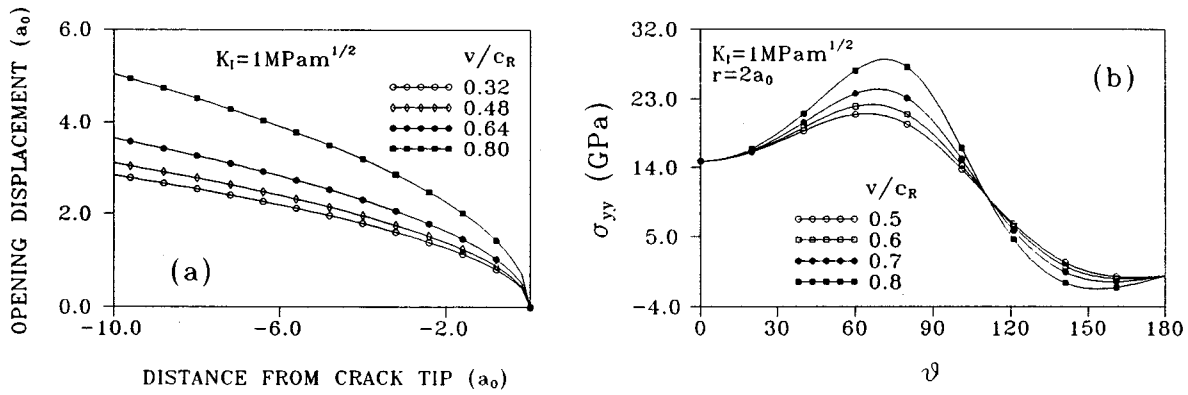 OPENING DISPLACEMENT (a₀)
6.0
4.0
2.0
0.0
K_I=1MPam^1/2
v/c_R
0.32
0.48
0.64
0.80
(a)
-10.0 -6.0 -2.0
DISTANCE FROM CRACK TIP (a₀)
σ_yy (GPa)
32.0
23.0
14.0
5.0
-4.0
K_I=1MPam^1/2
r=2a₀
(b)
v/c_R
0.5
0.6
0.7
0.8
0 30 60 90 120 150 180
ϑ